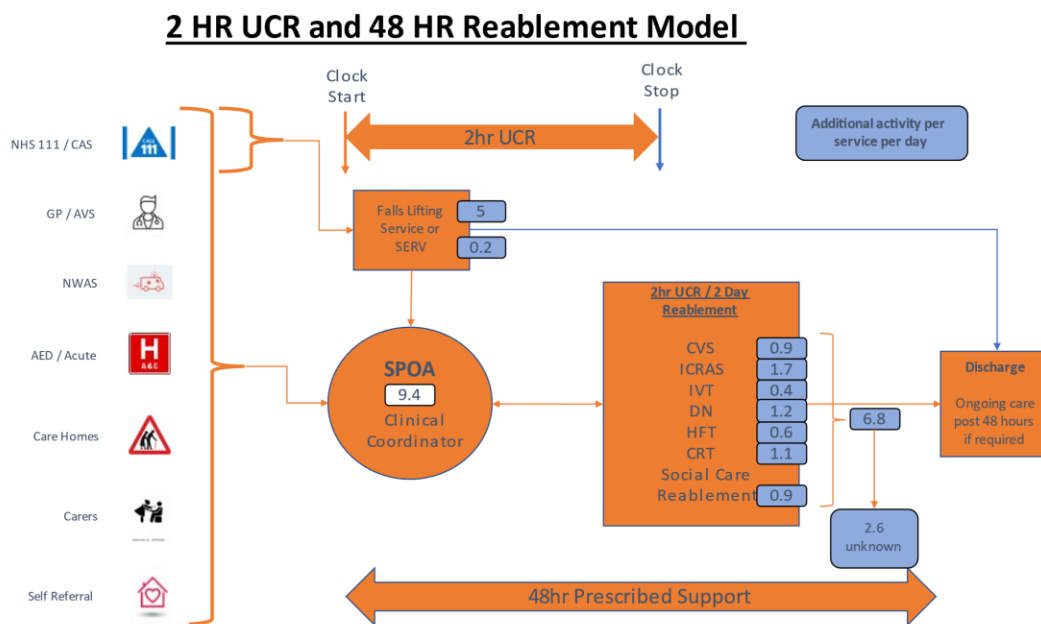 2 HR UCR and 48 HR Reablement Model
Clock
Start
Clock
Stop
2hr UCR
Additional activity per
service per day
NHS 111 / CAS
CALL
111
GP / AVS
NWAS
AED / Acute
H
A&E
Care Homes
Carers
Self Referral
Falls Lifting
Service or
SERV
5
0.2
SPOA
9.4
Clinical
Coordinator
2hr UCR / 2 Day
Reablement
CVS 0.9
ICRAS 1.7
IVT 0.4
DN 1.2
HFT 0.6
CRT 1.1
Social Care
Reablement 0.9
6.8
2.6
unknown
Discharge
Ongoing care
post 48 hours
if required
48hr Prescribed Support